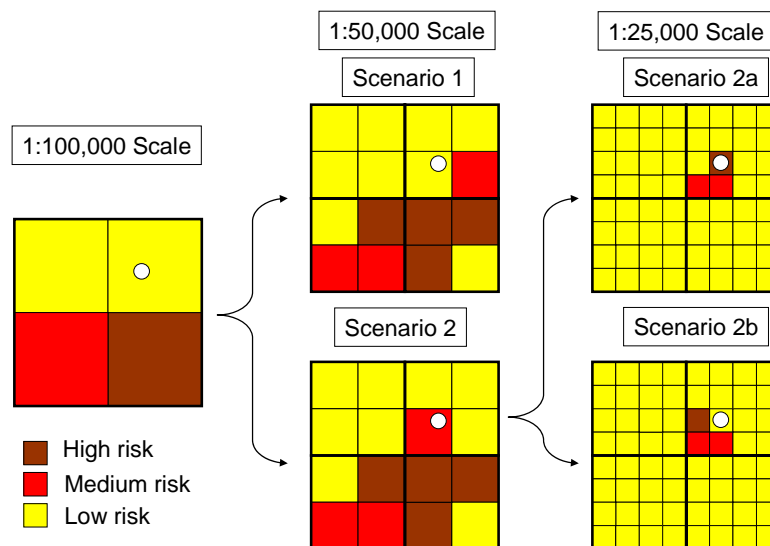 1:50,000 Scale
1:25,000 Scale
Scenario 1
Scenario 2a
1:100,000 Scale
Scenario 2
Scenario 2b
High risk
Medium risk
Low risk